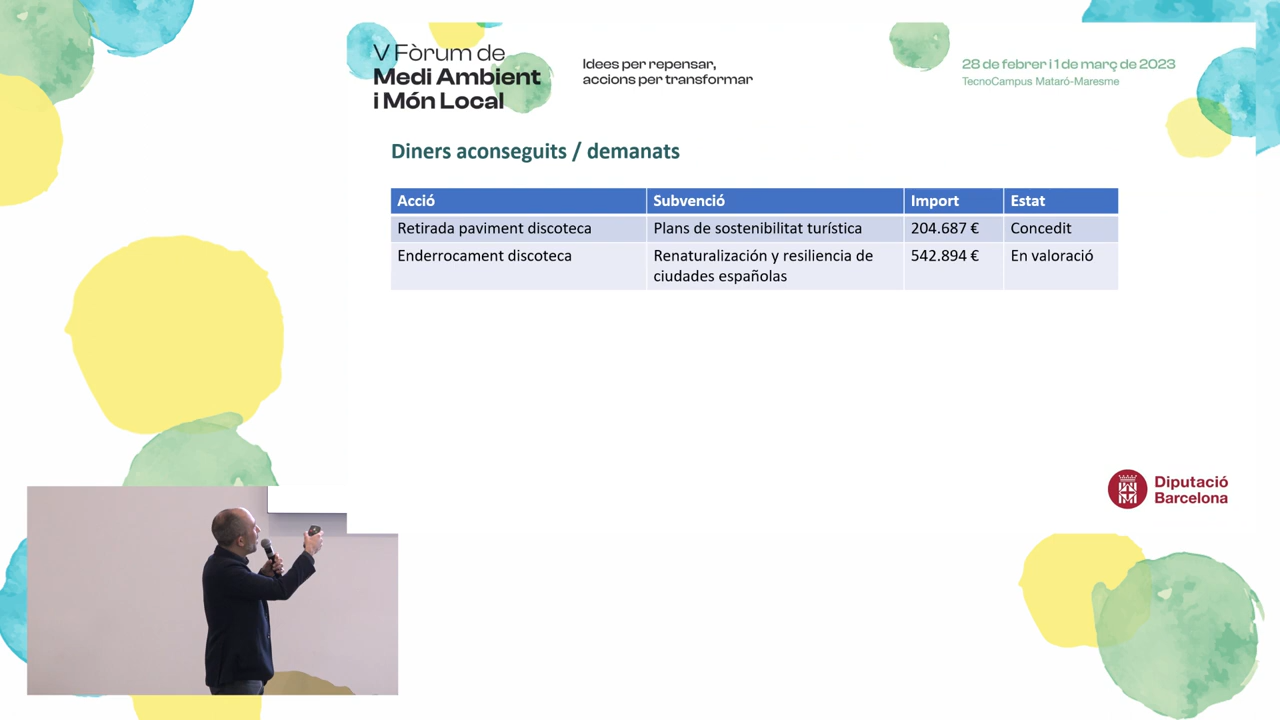 V Fòrum de
Medi Ambient
i Món Local
Idees per repensar,
accions per transformar
28 de febrer i 1 de març de 2023
TecnoCampus Mataró-Maresme
Diners aconseguits / demanats
Acció Subvenció Import Estat
Retirada paviment discoteca Plans de sostenibilitat turística 204.687 € Concedit
Enderrocament discoteca Renaturalización y resiliencia de 542.894 € En valoració
ciudades españolas
Diputació
Barcelona